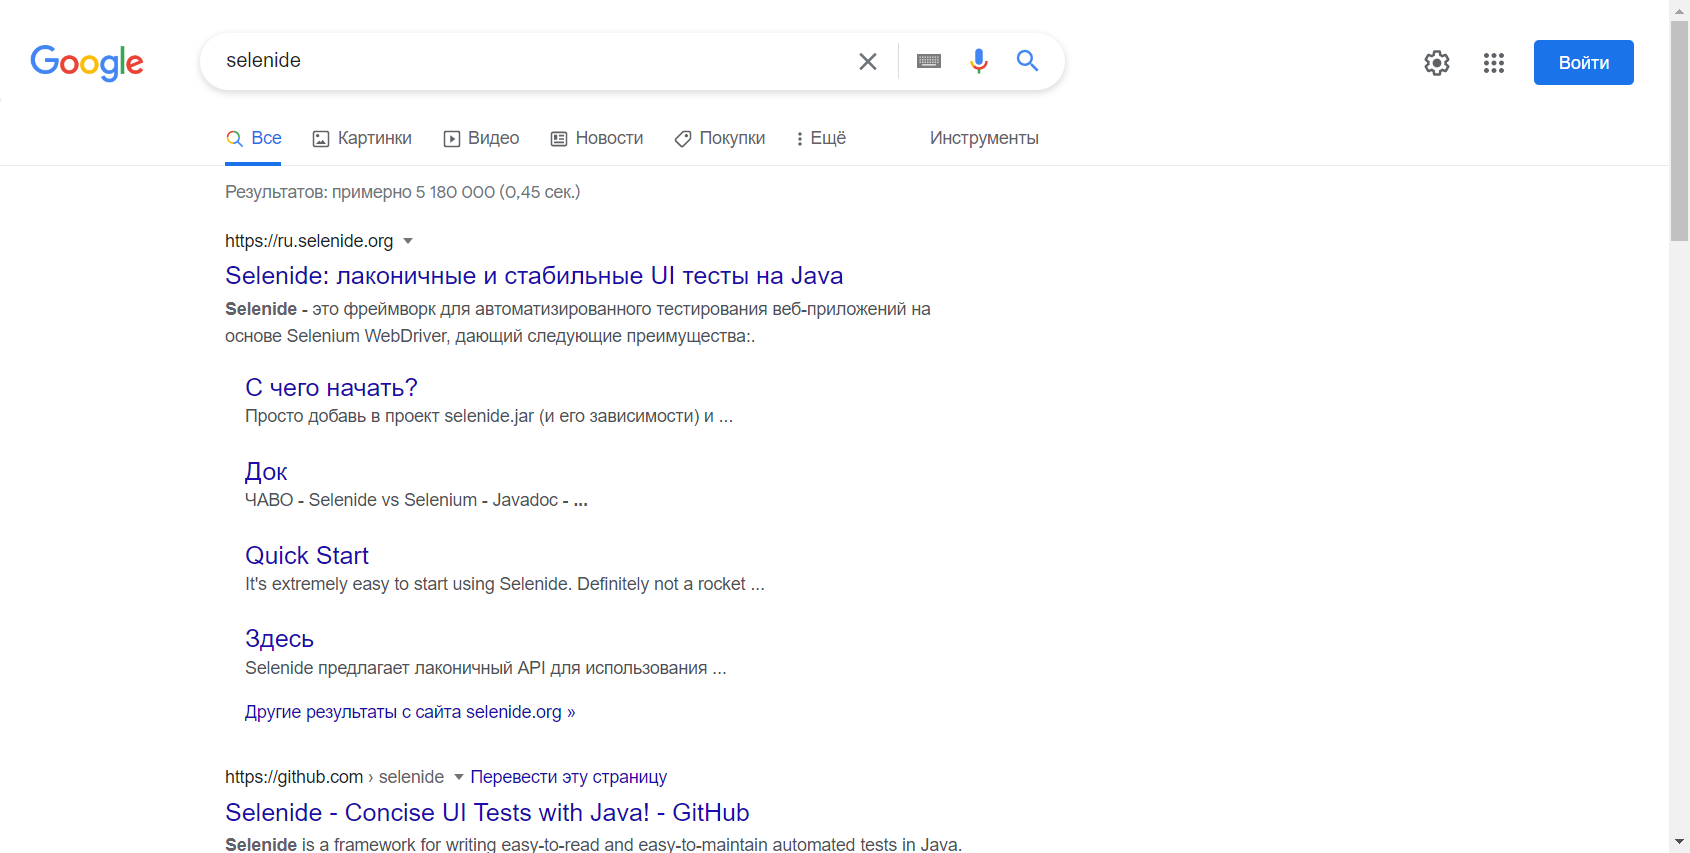 Google
selenide
Войти
Все
Картинки
Видео
Новости
Покупки
Ещё
Инструменты
Результатов: примерно 5 180 000 (0,45 сек.)
https://ru.selenide.org
Selenide: лаконичные и стабильные UI тесты на Java
Selenide - это фреймворк для автоматизированного тестирования веб-приложений на
основе Selenium WebDriver, дающий следующие преимущества:.
С чего начать?
Просто добавь в проект selenide.jar (и его зависимости) и ...
Док
ЧАВО - Selenide vs Selenium - Javadoc - ...
Quick Start
It's extremely easy to start using Selenide. Definitely not a rocket ...
Здесь
Selenide предлагает лаконичный API для использования ...
Другие результаты с сайта selenide.org »
https://github.com › selenide Перевести эту страницу
Selenide - Concise UI Tests with Java! - GitHub
Selenide is a framework for writing easy-to-read and easy-to-maintain automated tests in Java.